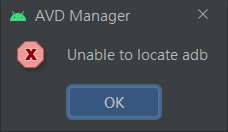 AVD Manager
Unable to locate adb
OK